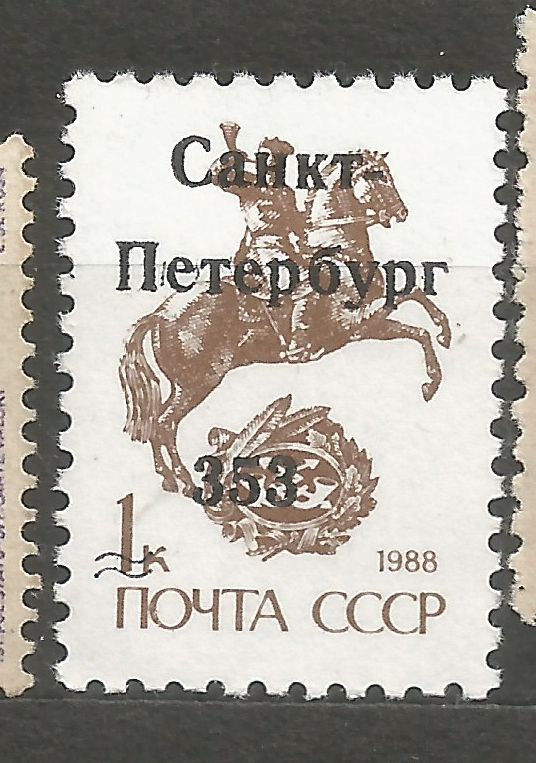 Санкт-
Петербург
353
1к
1988
ПОЧТА СССР